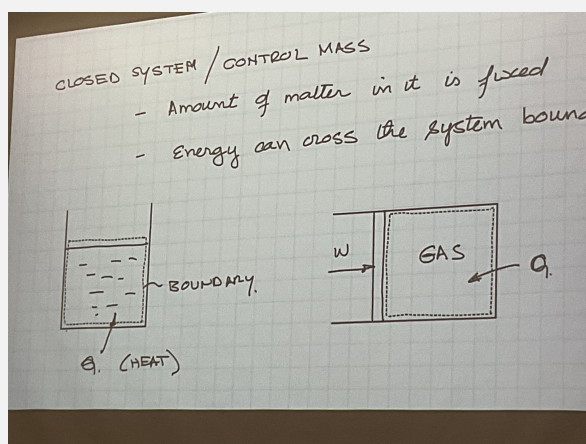 CLOSED SYSTEM / CONTROL MASS
- Amount of matter in it is fixed
- Energy can cross the system bound
W
GAS
Q.
BOUNDARY.
Q. (HEAT)